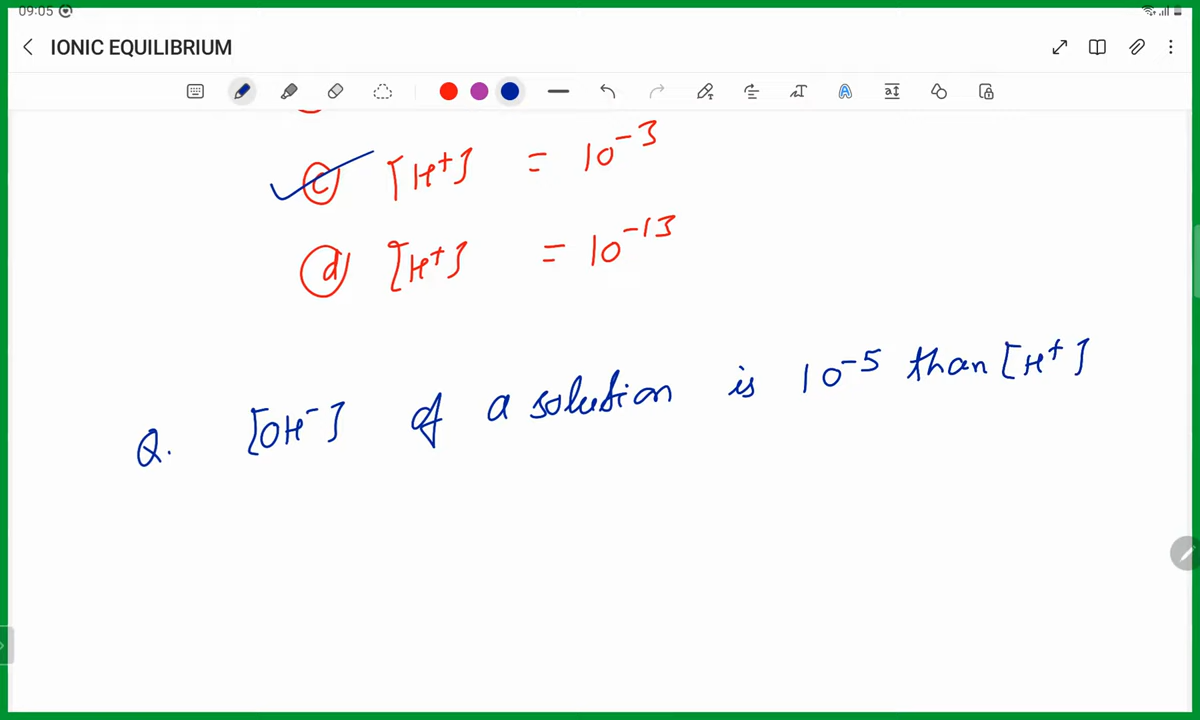 09:05
IONIC EQUILIBRIUM
c [H⁺] = 10⁻³
d [H⁺] = 10⁻¹³
Q. [OH⁻] of a solution is 10⁻⁵ than [H⁺]